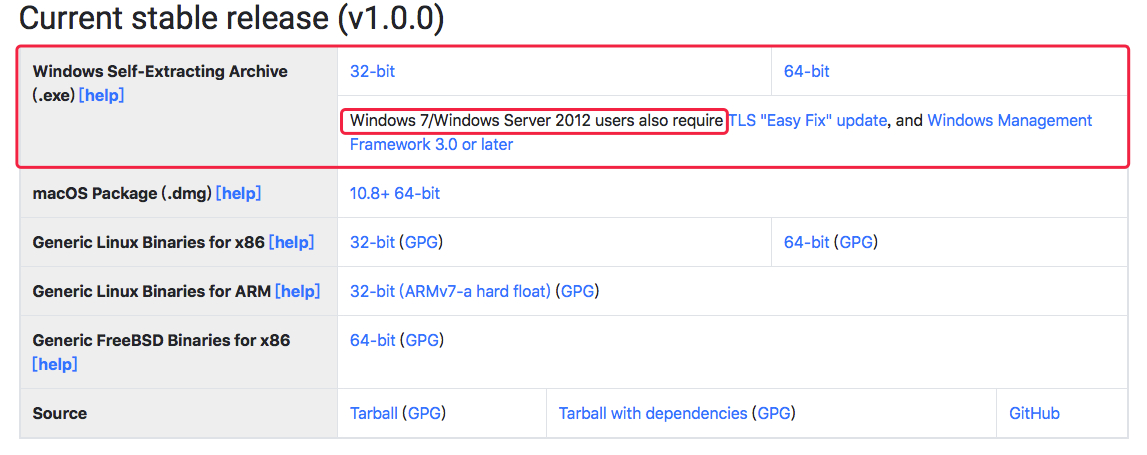 Current stable release (v1.0.0)
Windows Self-Extracting Archive
(.exe) [help]
32-bit
64-bit
Windows 7/Windows Server 2012 users also require TLS "Easy Fix" update, and Windows Management
Framework 3.0 or later
macOS Package (.dmg) [help]
10.8+ 64-bit
Generic Linux Binaries for x86 [help]
32-bit (GPG)
64-bit (GPG)
Generic Linux Binaries for ARM [help]
32-bit (ARMv7-a hard float) (GPG)
Generic FreeBSD Binaries for x86
[help]
64-bit (GPG)
Source
Tarball (GPG)
Tarball with dependencies (GPG)
GitHub